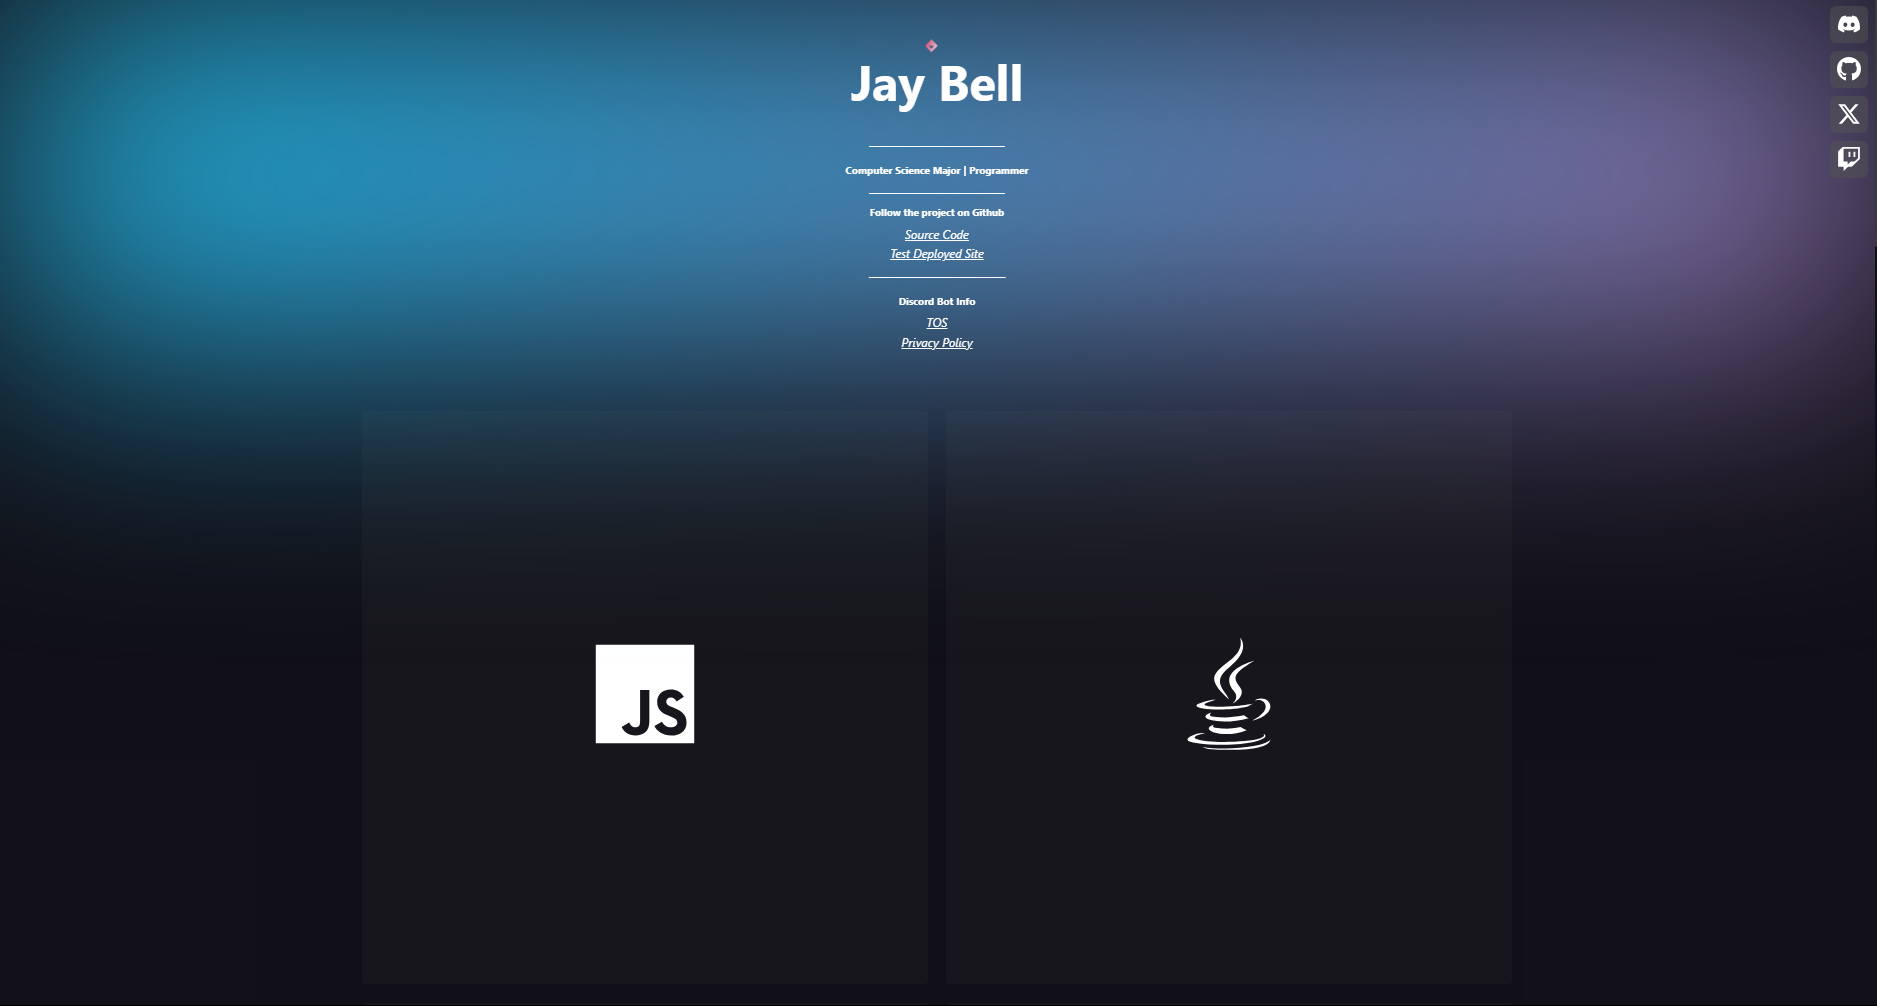 Jay Bell
Computer Science Major | Programmer
Follow the project on Github
Source Code
Test Deployed Site
Discord Bot Info
TOS
Privacy Policy
JS